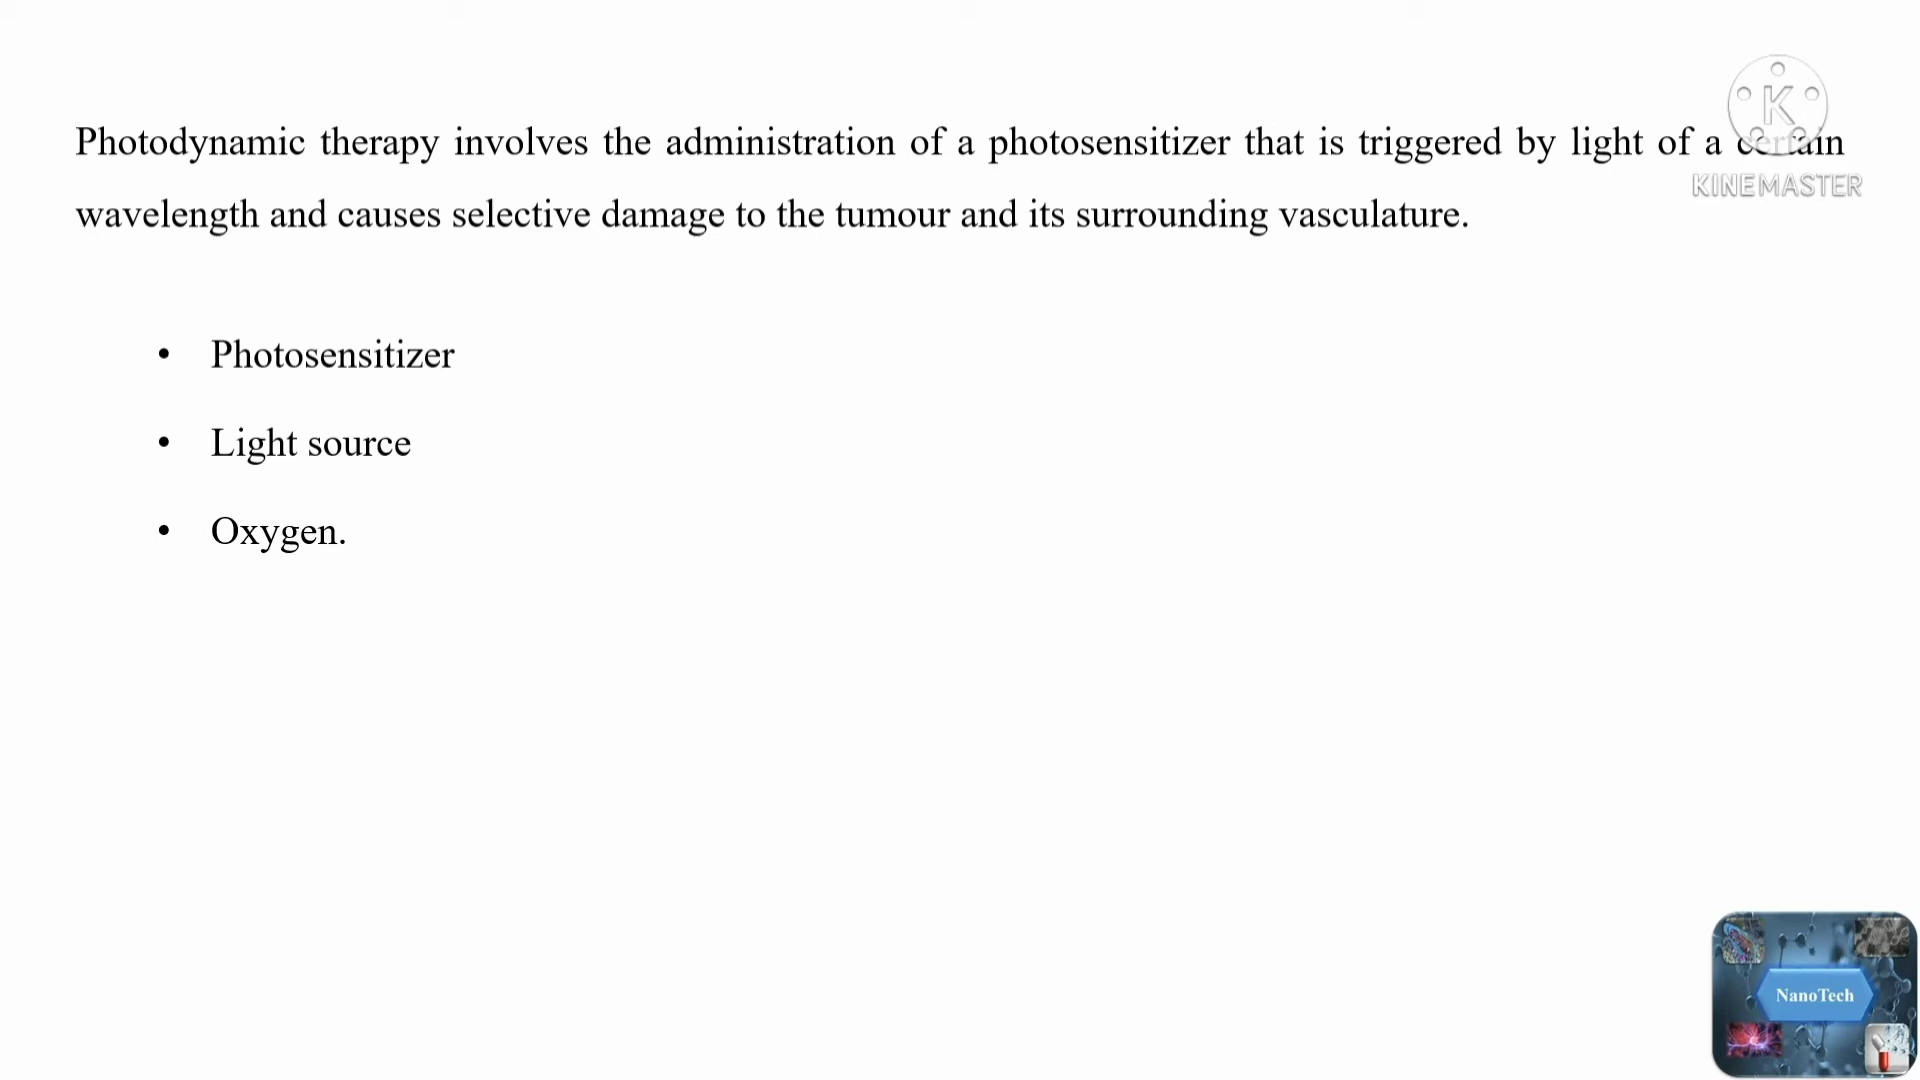 Photodynamic therapy involves the administration of a photosensitizer that is triggered by light of a certain
wavelength and causes selective damage to the tumour and its surrounding vasculature.
• Photosensitizer
• Light source
• Oxygen.
K
KINEMASTER
NanoTech